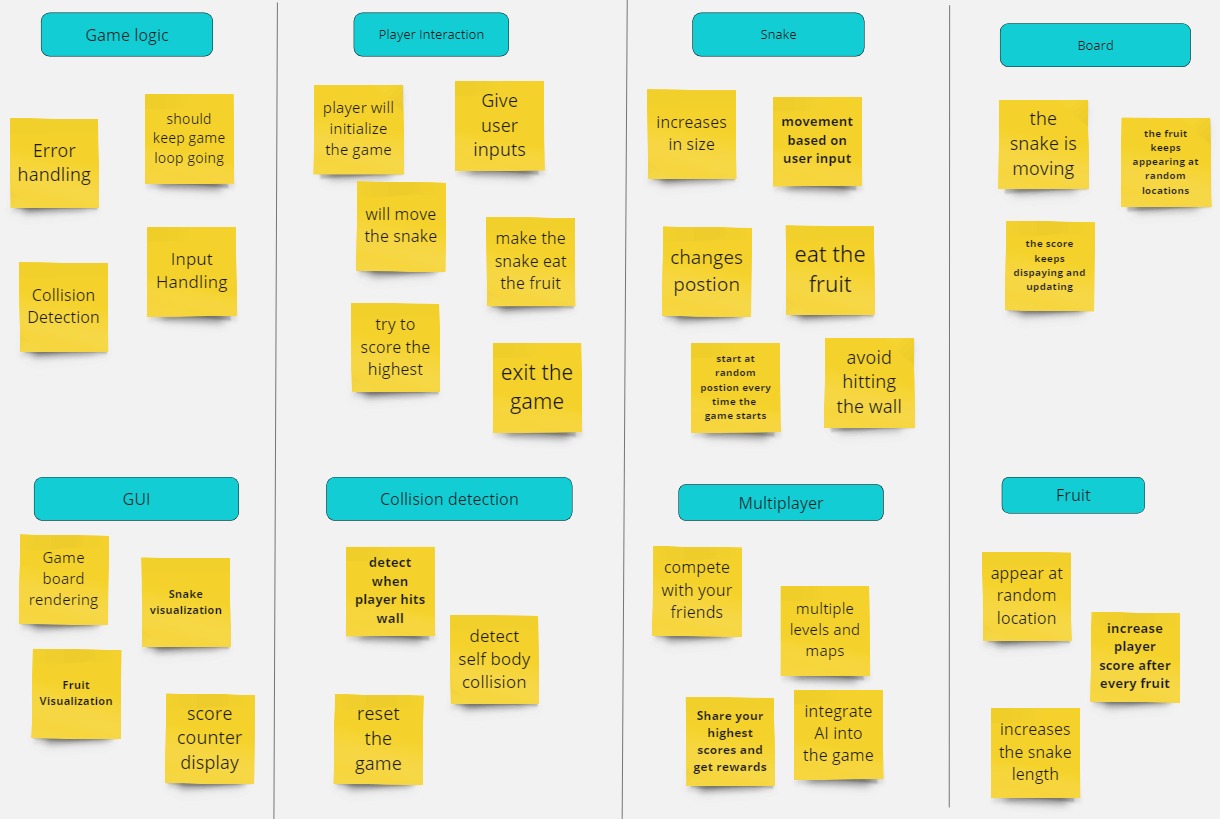 Game logic
Error
handling
should
keep game
loop going
Collision
Detection
Input
Handling
Player Interaction
player will
initialize
the game
Give
user
inputs
will move
the snake
make the
snake eat
the fruit
try to
score the
highest
exit the
game
Snake
increases
in size
movement
based on
user input
changes
postion
eat the
fruit
start at
random
postion every
time the
game starts
avoid
hitting
the wall
Board
the
snake is
moving
the fruit
keeps
appearing at
random
locations
the score
keeps
dispaying and
updating
GUI
Game
board
rendering
Snake
visualization
Fruit
Visualization
score
counter
display
Collision detection
detect
when
player hits
wall
detect
self body
collision
reset
the
game
Multiplayer
compete
with your
friends
multiple
levels and
maps
Share your
highest
scores and
get rewards
integrate
AI into
the game
Fruit
appear at
random
location
increase
player
score after
every fruit
increases
the snake
length